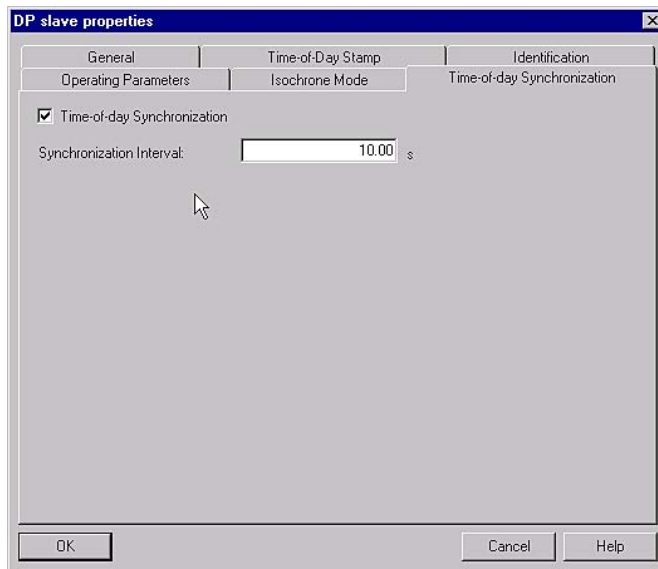 DP slave properties
General Time-of-Day Stamp Identification
Operating Parameters Isochrone Mode Time-of-day Synchronization
Time-of-day Synchronization
Synchronization Interval: 10.00 s
OK Cancel Help